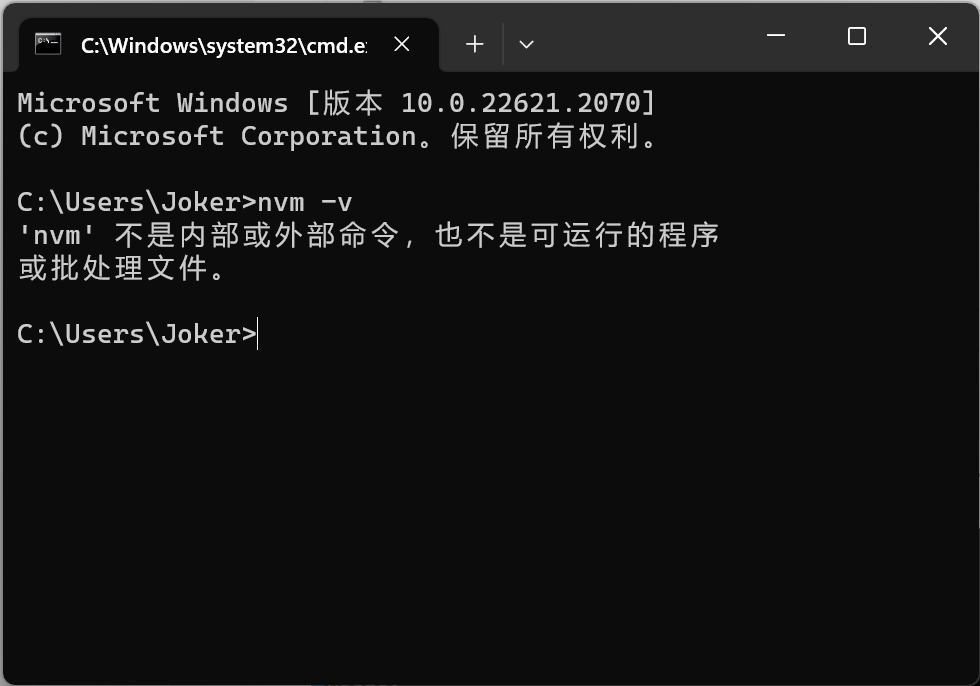 C:\Windows\system32\cmd.e
Microsoft Windows [版本 10.0.22621.2070]
(c) Microsoft Corporation。保留所有权利。
C:\Users\Joker>nvm -v
'nvm' 不是内部或外部命令，也不是可运行的程序
或批处理文件。
C:\Users\Joker>